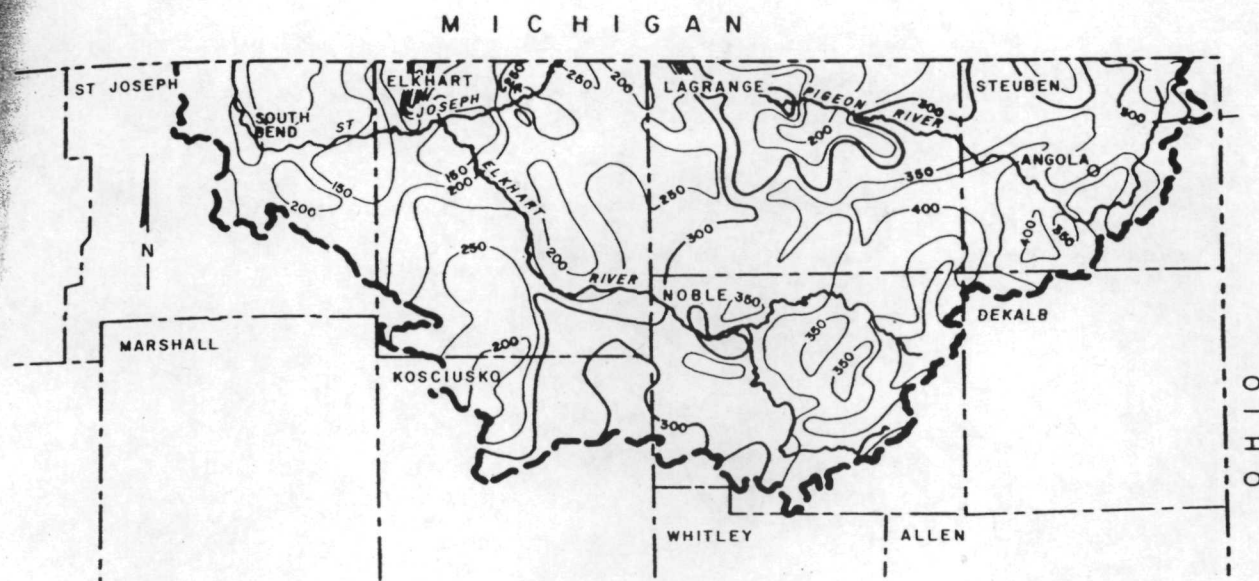 MICHIGAN
ST JOSEPH
ELKHART
LAGRANGE
STEUBEN
SOUTH
BEND
ST
JOSEPH
PIGEON
RIVER
ANGOLA
ELKHART
RIVER
N
250
250
200
300
300
200
150
200
150
200
250
350
400
400
350
300
250
200
NOBLE
350
350
350
DEKALB
MARSHALL
KOSCIUSKO
200
300
WHITLEY
ALLEN
OHIO